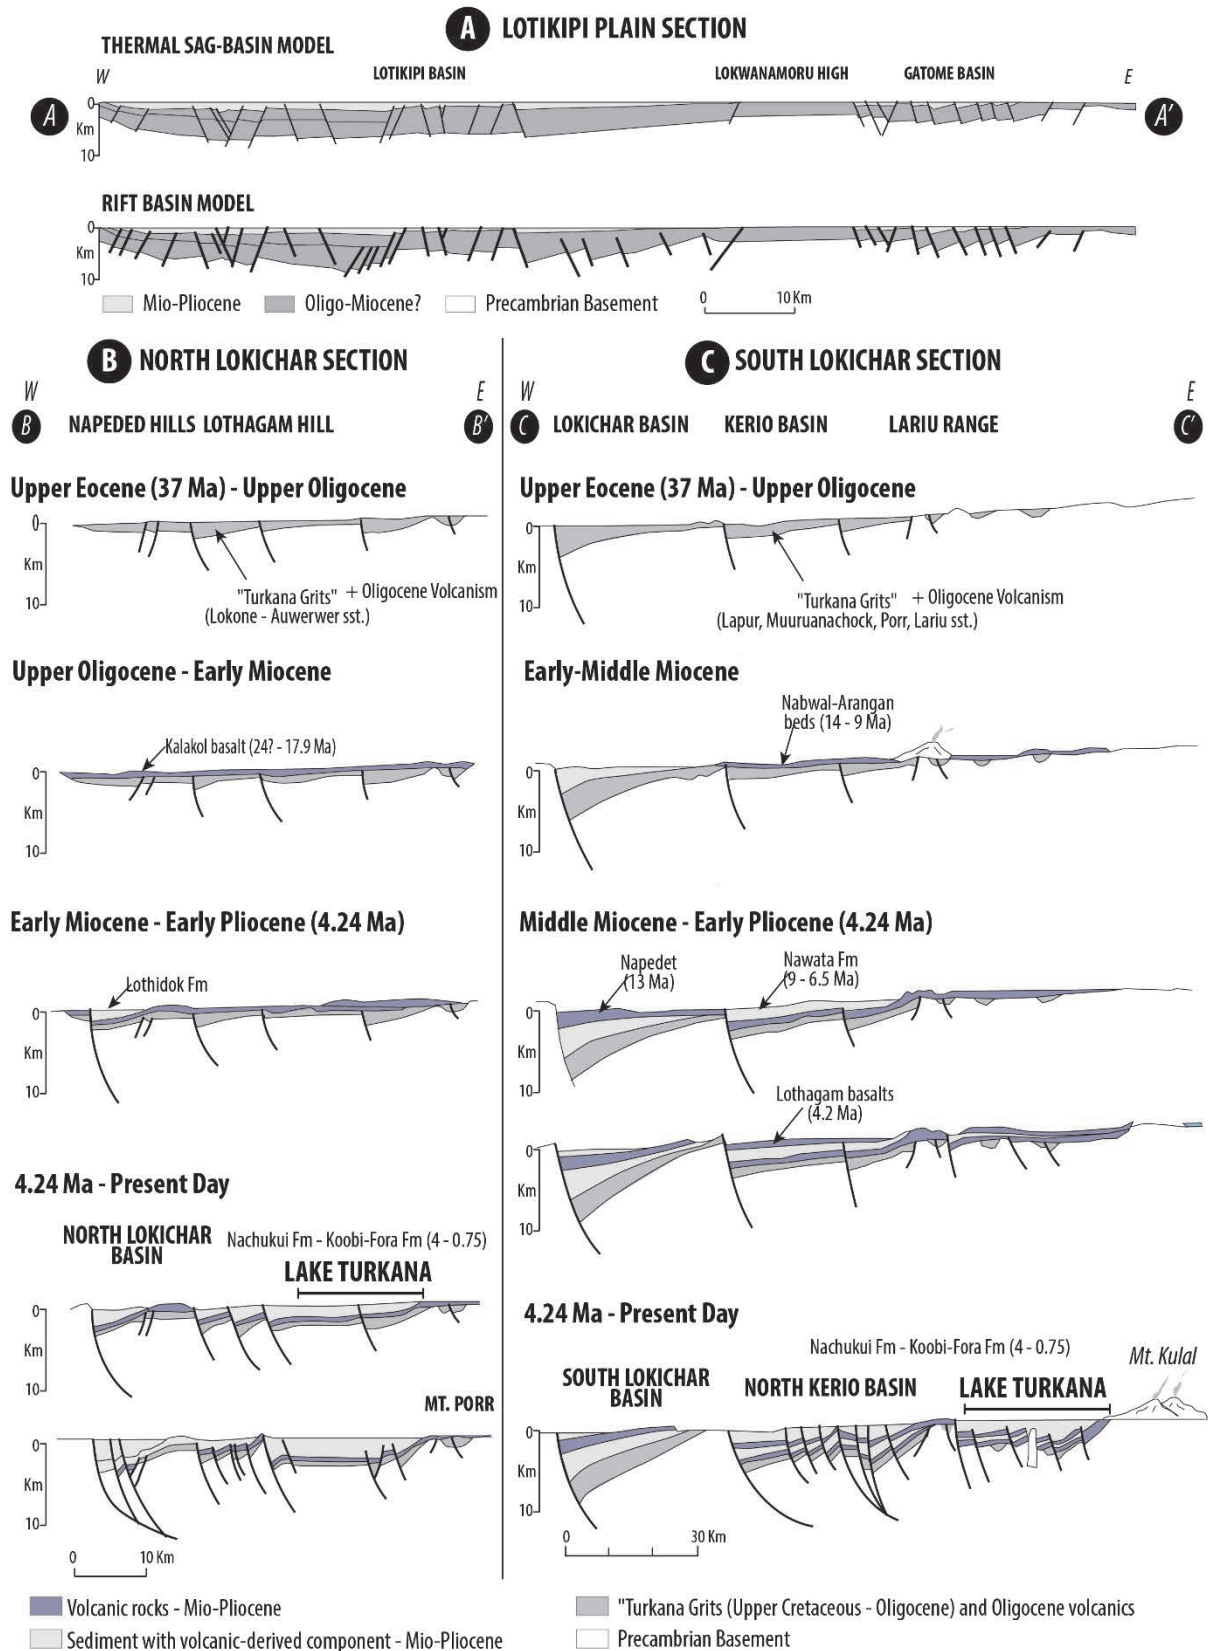 A LOTIKIPI PLAIN SECTION
THERMAL SAG-BASIN MODEL
W LOTIKIPI BASIN LOKWANAMORU HIGH GATOME BASIN E
A 0 A'
Km
10
RIFT BASIN MODEL
0
Km
10
Mio-Pliocene Oligo-Miocene? Precambrian Basement
0 10 Km
B NORTH LOKICHAR SECTION
W E
B NAPEDED HILLS LOTHAGAM HILL B'
Upper Eocene (37 Ma) - Upper Oligocene
0
Km
10
"Turkana Grits" + Oligocene Volcanism
(Lokone - Auwerwer sst.)
Upper Oligocene - Early Miocene
Kalakol basalt (24? - 17.9 Ma)
0
Km
10
Early Miocene - Early Pliocene (4.24 Ma)
Lothidok Fm
0
Km
10
4.24 Ma - Present Day
NORTH LOKICHAR
BASIN
Nachukui Fm - Koobi-Fora Fm (4 - 0.75)
LAKE TURKANA
0
Km
10
MT. PORR
0
Km
10
0 10 Km
C SOUTH LOKICHAR SECTION
W E
C LOKICHAR BASIN KERIO BASIN LARIU RANGE C'
Upper Eocene (37 Ma) - Upper Oligocene
0
Km
10
"Turkana Grits" + Oligocene Volcanism
(Lapur, Muuruanachock, Porr, Lariu sst.)
Early-Middle Miocene
Nabwal-Arangan
beds (14 - 9 Ma)
0
Km
10
Middle Miocene - Early Pliocene (4.24 Ma)
Napedet
(13 Ma)
Nawata Fm
(9 - 6.5 Ma)
0
Km
10
Lothagam basalts
(4.2 Ma)
0
Km
10
4.24 Ma - Present Day
Nachukui Fm - Koobi-Fora Fm (4 - 0.75)
Mt. Kulal
SOUTH LOKICHAR
BASIN
NORTH KERIO BASIN
LAKE TURKANA
0
Km
10
0 30 Km
Volcanic rocks - Mio-Pliocene
Sediment with volcanic-derived component - Mio-Pliocene
"Turkana Grits (Upper Cretaceous - Oligocene) and Oligocene volcanics
Precambrian Basement